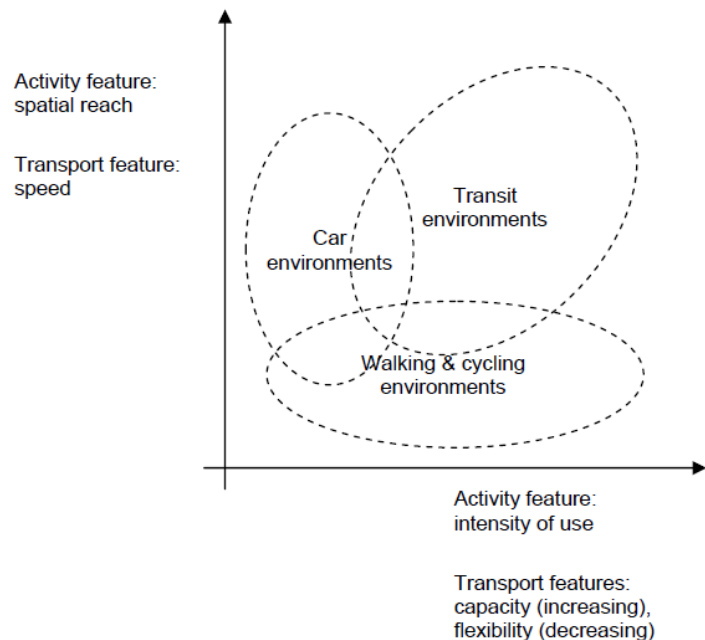 Activity feature:
spatial reach
Transport feature:
speed
Transit
environments
Car
environments
Walking & cycling
environments
Activity feature:
intensity of use
Transport features:
capacity (increasing),
flexibility (decreasing)